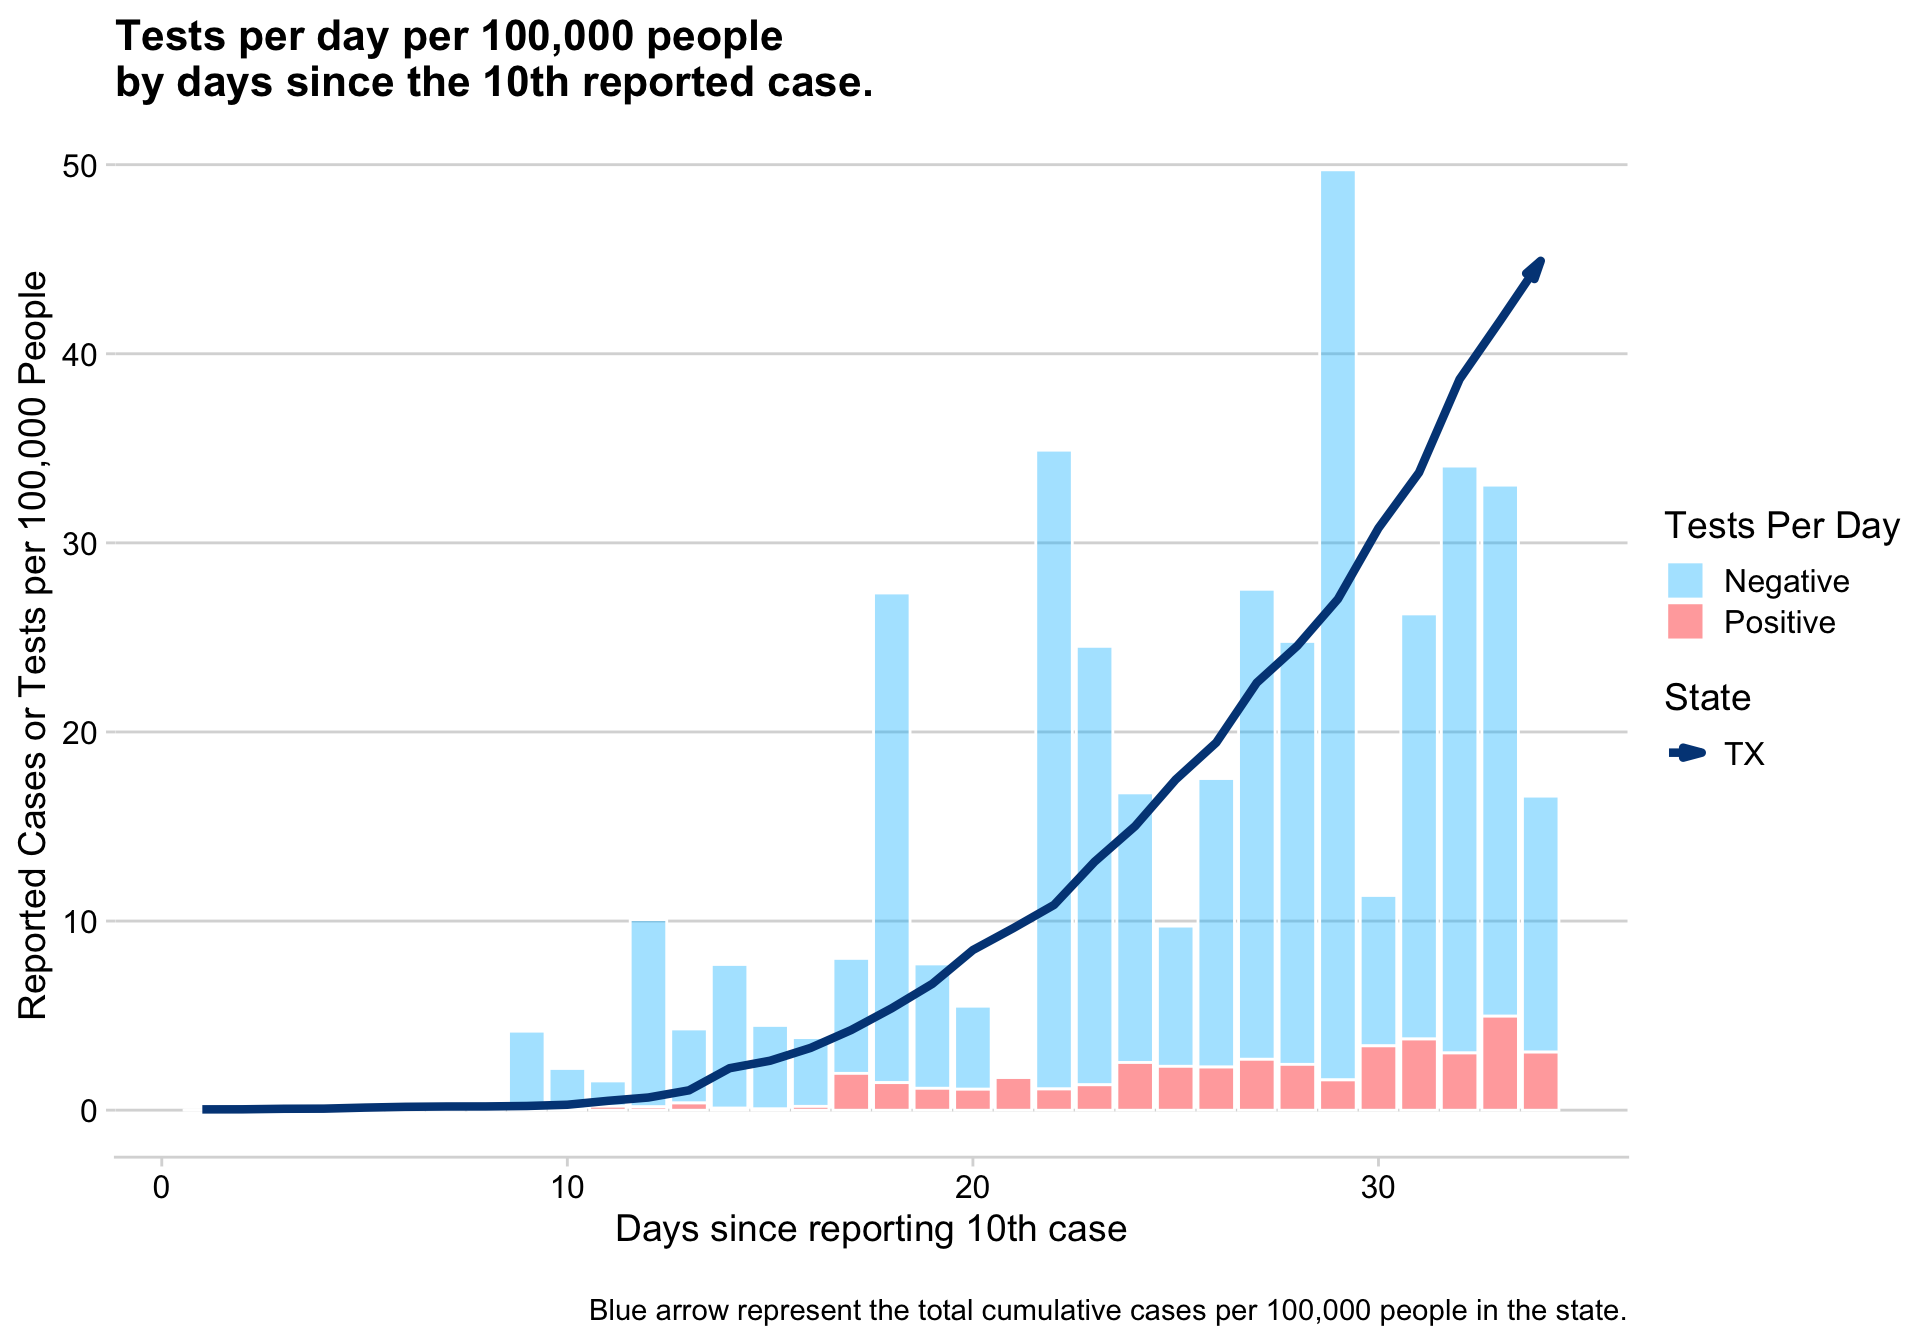 Tests per day per 100,000 people
by days since the 10th reported case.
Reported Cases or Tests per 100,000 People
50
40
30
20
10
0
0
10
20
30
Days since reporting 10th case
Tests Per Day
Negative
Positive
State
TX
Blue arrow represent the total cumulative cases per 100,000 people in the state.